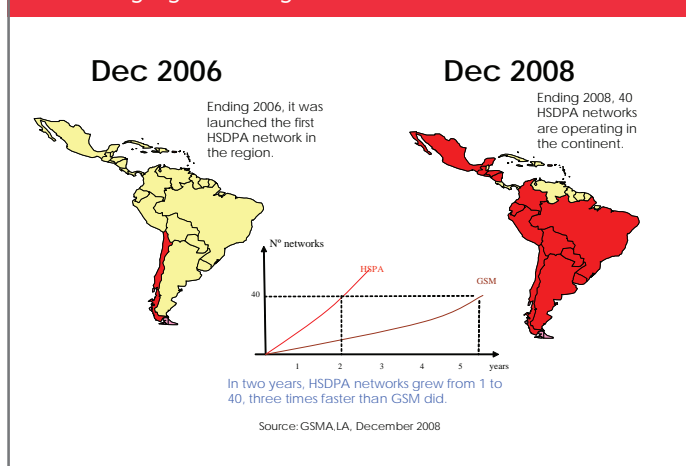 Dec 2006
Ending 2006, it was
launched the first
HSDPA network in
the region.
Dec 2008
Ending 2008, 40
HSDPA networks
are operating in
the continent.
Nº networks
HSPA
GSM
40
1 2 3 4 5 years
In two years, HSDPA networks grew from 1 to
40, three times faster than GSM did.
Source: GSMA,LA, December 2008